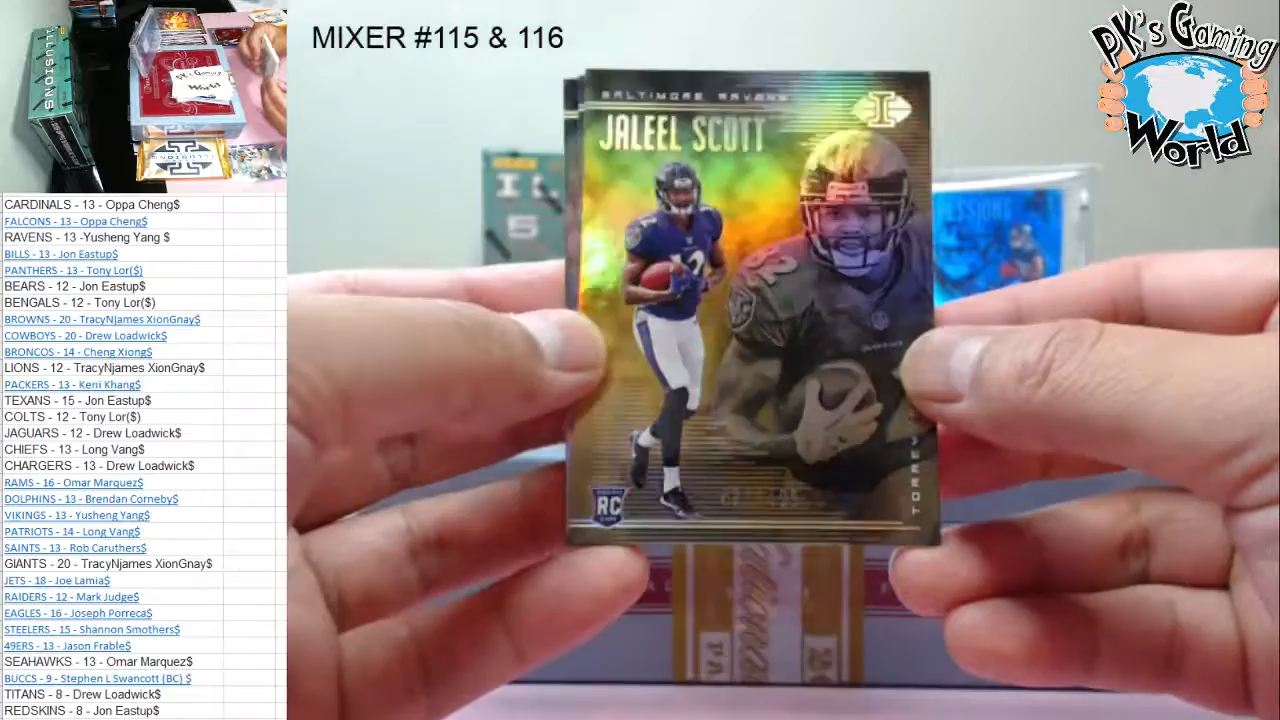 MIXER #115 & 116
PK's Gaming
World
ILLUSIONS
PK's Gaming
World
ILLUSIONS
BALTIMORE RAVENS
I
JALEEL SCOTT
RC
CARDINALS - 13 - Oppa Cheng$
FALCONS - 13 - Oppa Cheng$
RAVENS - 13 -Yusheng Yang $
BILLS - 13 - Jon Eastup$
PANTHERS - 13 - Tony Lor($)
BEARS - 12 - Jon Eastup$
BENGALS - 12 - Tony Lor($)
BROWNS - 20 - TracyNjames XionGnay$
COWBOYS - 20 - Drew Loadwick$
BRONCOS - 14 - Cheng Xiong$
LIONS - 12 - TracyNjames XionGnay$
PACKERS - 13 - Keni Khang$
TEXANS - 15 - Jon Eastup$
COLTS - 12 - Tony Lor($)
JAGUARS - 12 - Drew Loadwick$
CHIEFS - 13 - Long Vang$
CHARGERS - 13 - Drew Loadwick$
RAMS - 16 - Omar Marquez$
DOLPHINS - 13 - Brendan Corneby$
VIKINGS - 13 - Yusheng Yang$
PATRIOTS - 14 - Long Vang$
SAINTS - 13 - Rob Caruthers$
GIANTS - 20 - TracyNjames XionGnay$
JETS - 18 - Joe Lamia$
RAIDERS - 12 - Mark Judge$
EAGLES - 16 - Joseph Porreca$
STEELERS - 15 - Shannon Smothers$
49ERS - 13 - Jason Frable$
SEAHAWKS - 13 - Omar Marquez$
BUCCS - 9 - Stephen L Swancott (BC) $
TITANS - 8 - Drew Loadwick$
REDSKINS - 8 - Jon Eastup$